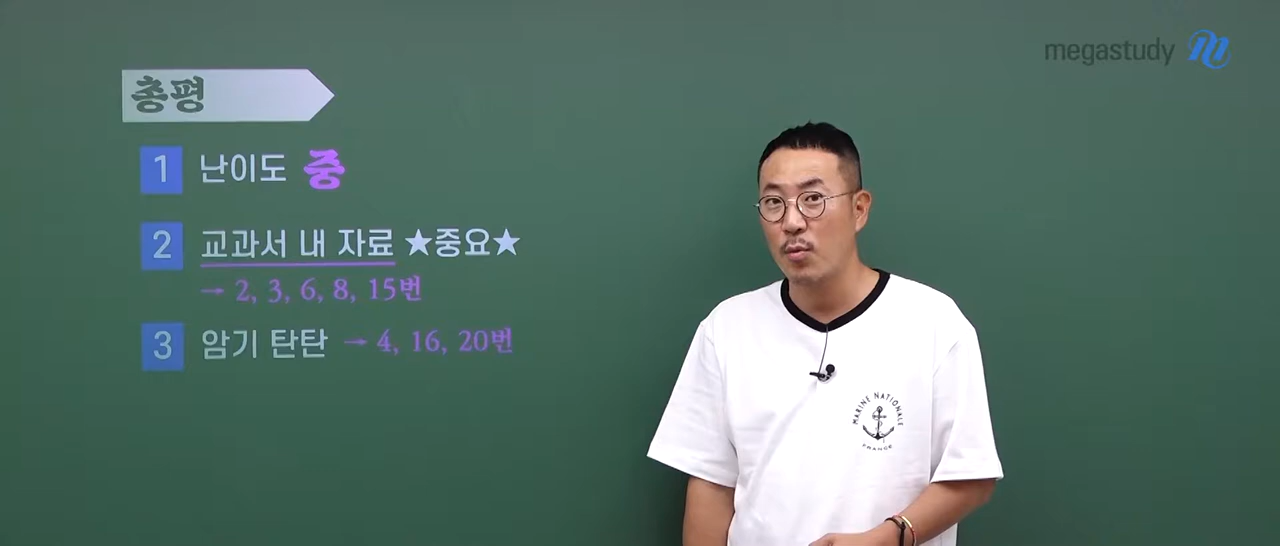 megastudy
총평
1 난이도 중
2 교과서 내 자료 ★중요★
→ 2, 3, 6, 8, 15번
3 암기 탄탄 → 4, 16, 20번
MARINE NATIONALE
FRANCE